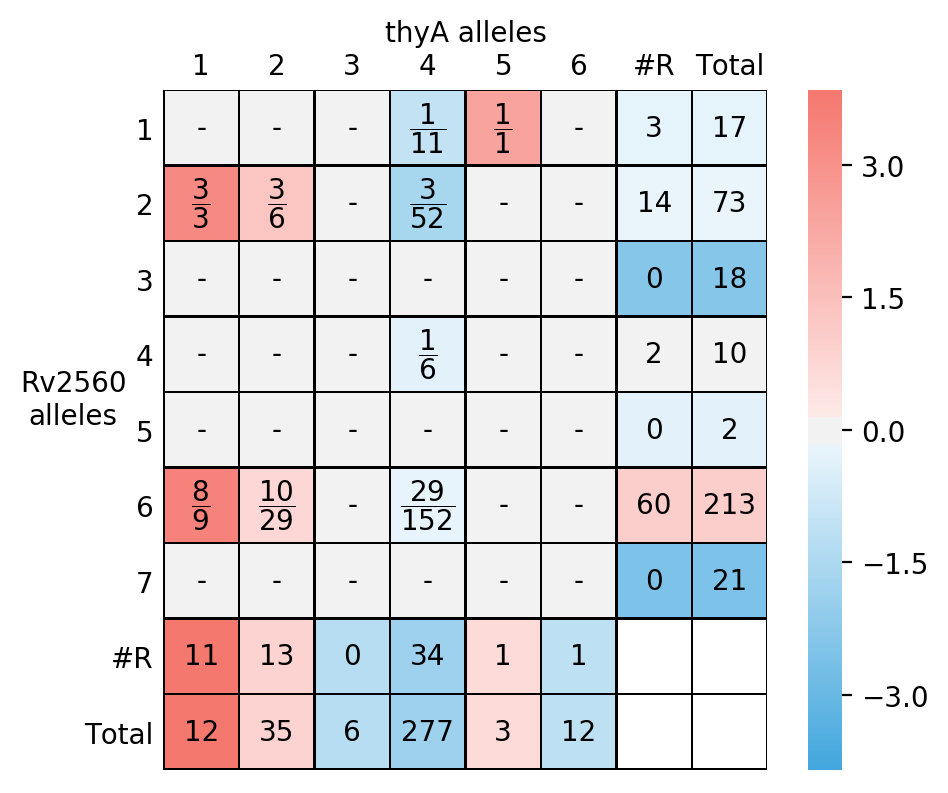 thyA alleles
1 2 3 4 5 6 #R Total
1 - - - 1/11 1/1 - 3 17
2 3/3 3/6 - 3/52 - - 14 73
3 - - - - - - 0 18
4 - - - 1/6 - - 2 10
5 - - - - - - 0 2
6 8/9 10/29 - 29/152 - - 60 213
7 - - - - - - 0 21
#R 11 13 0 34 1 1
Total 12 35 6 277 3 12
Rv2560
alleles
3.0
1.5
0.0
−1.5
−3.0